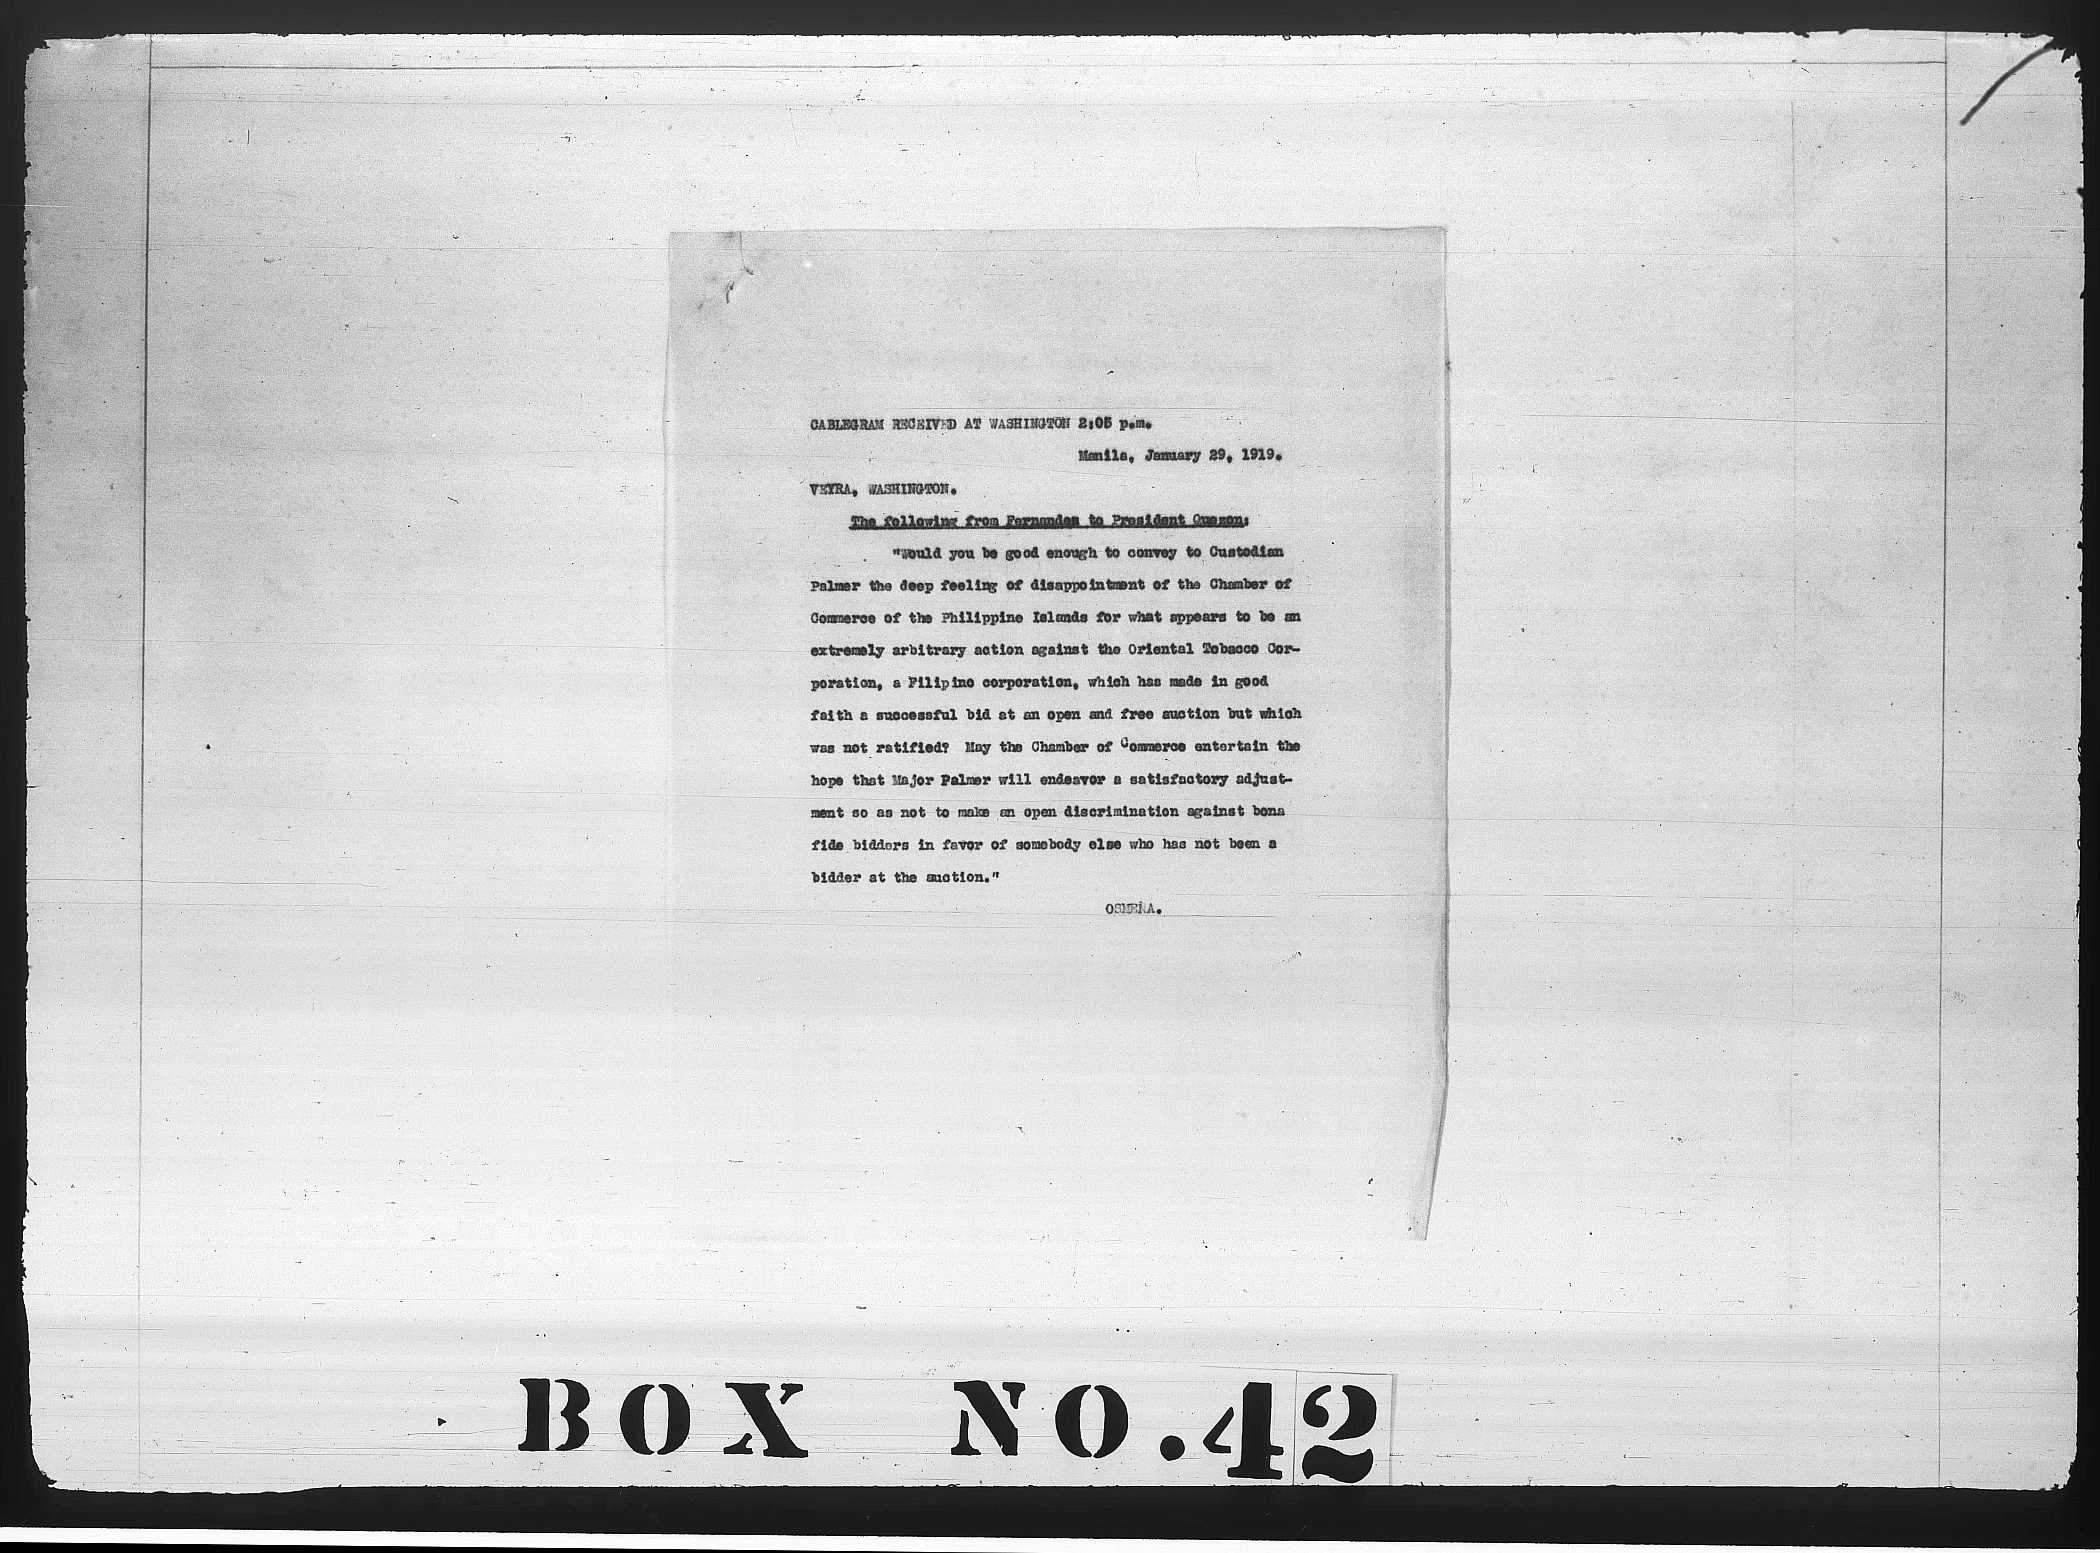 CABLEGRAM RECEIVED AT WASHINGTON 2:05 p.m.
Manila, January 29, 1919.
VEYRA, WASHINGTON.
The following from Fernandez to President Quezon:
"Would you be good enough to convey to Custodian
Palmer the deep feeling of disappointment of the Chamber of
Commerce of the Philippine Islands for what appears to be an
extremely arbitrary action against the Oriental Tobacco Cor-
poration, a Filipino corporation, which has made in good
faith a successful bid at an open and free auction but which
was not ratified? May the Chamber of Commerce entertain the
hope that Major Palmer will endeavor a satisfactory adjust-
ment so as not to make an open discrimination against bona
fide bidders in favor of somebody else who has not been a
bidder at the auction."
OSMEÑA.
BOX NO. 42